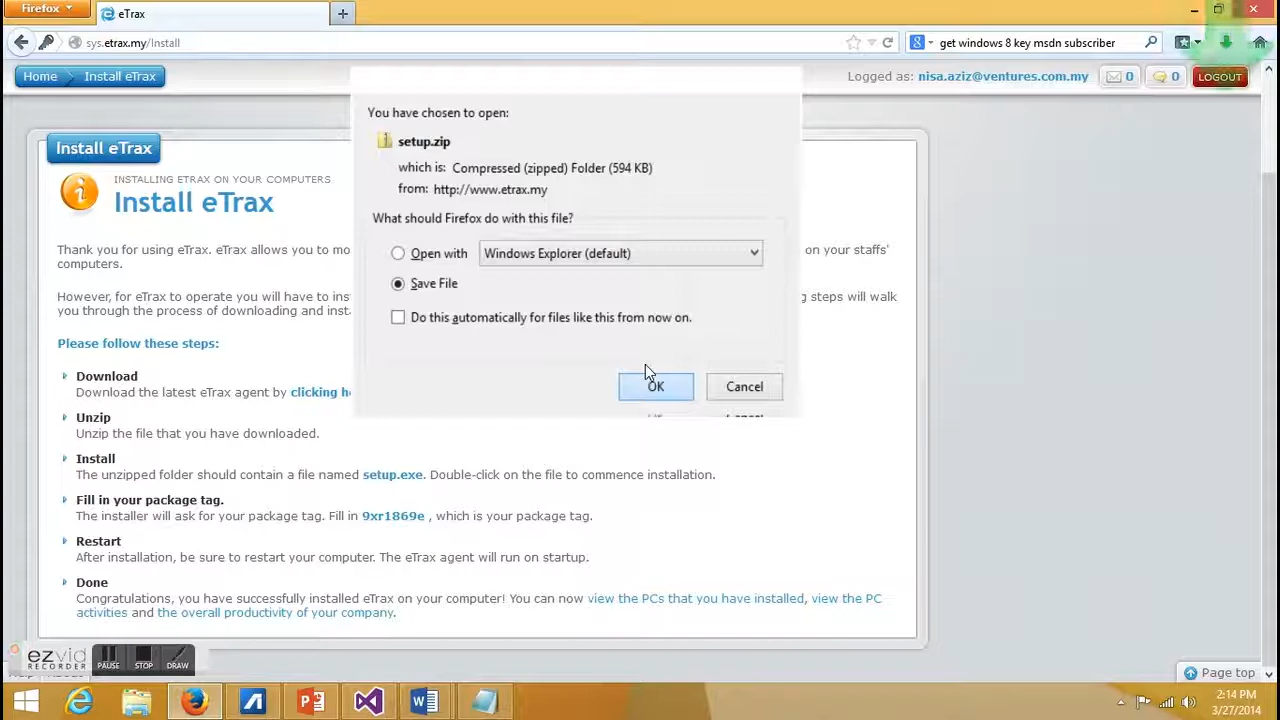 Firefox
eTrax
sys.etrax.my/Install
get windows 8 key msdn subscriber
Home
Install eTrax
Logged as: nisa.aziz@ventures.com.my
0
0
LOGOUT
Install eTrax
INSTALLING ETRAX ON YOUR COMPUTERS
Install eTrax
Thank you for using eTrax. eTrax allows you to mo
on your staffs'
computers.
However, for eTrax to operate you will have to ins
g steps will walk
you through the process of downloading and inst
Please follow these steps:
Download
Download the latest eTrax agent by clicking h
Unzip
Unzip the file that you have downloaded.
Install
The unzipped folder should contain a file named setup.exe. Double-click on the file to commence installation.
Fill in your package tag.
The installer will ask for your package tag. Fill in 9xr1869e , which is your package tag.
Restart
After installation, be sure to restart your computer. The eTrax agent will run on startup.
Done
Congratulations, you have successfully installed eTrax on your computer! You can now view the PCs that you have installed, view the PC
activities and the overall productivity of your company.
You have chosen to open:
setup.zip
which is: Compressed (zipped) Folder (594 KB)
from: http://www.etrax.my
What should Firefox do with this file?
Open with
Windows Explorer (default)
Save File
Do this automatically for files like this from now on.
OK
Cancel
ezvid
RECORDER
PAUSE
STOP
DRAW
Page top
2:14 PM
3/27/2014